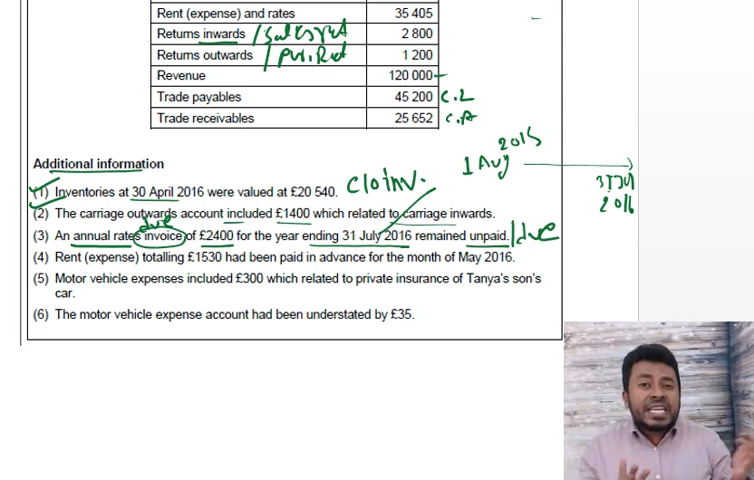 Rent (expense) and rates 35 405
Returns inwards / Sales ret 2 800
Returns outwards / Pur. Ret 1 200
Revenue 120 000
Trade payables 45 200 C.L
Trade receivables 25 652 C.A
2015
Additional information
1 Aug
(1) Inventories at 30 April 2016 were valued at £20 540. clo inv.
2016
(2) The carriage outwards account included £1400 which related to carriage inwards.
due
(3) An annual rates invoice of £2400 for the year ending 31 July 2016 remained unpaid. /due
(4) Rent (expense) totalling £1530 had been paid in advance for the month of May 2016.
(5) Motor vehicle expenses included £300 which related to private insurance of Tanya's son's
car.
(6) The motor vehicle expense account had been understated by £35.